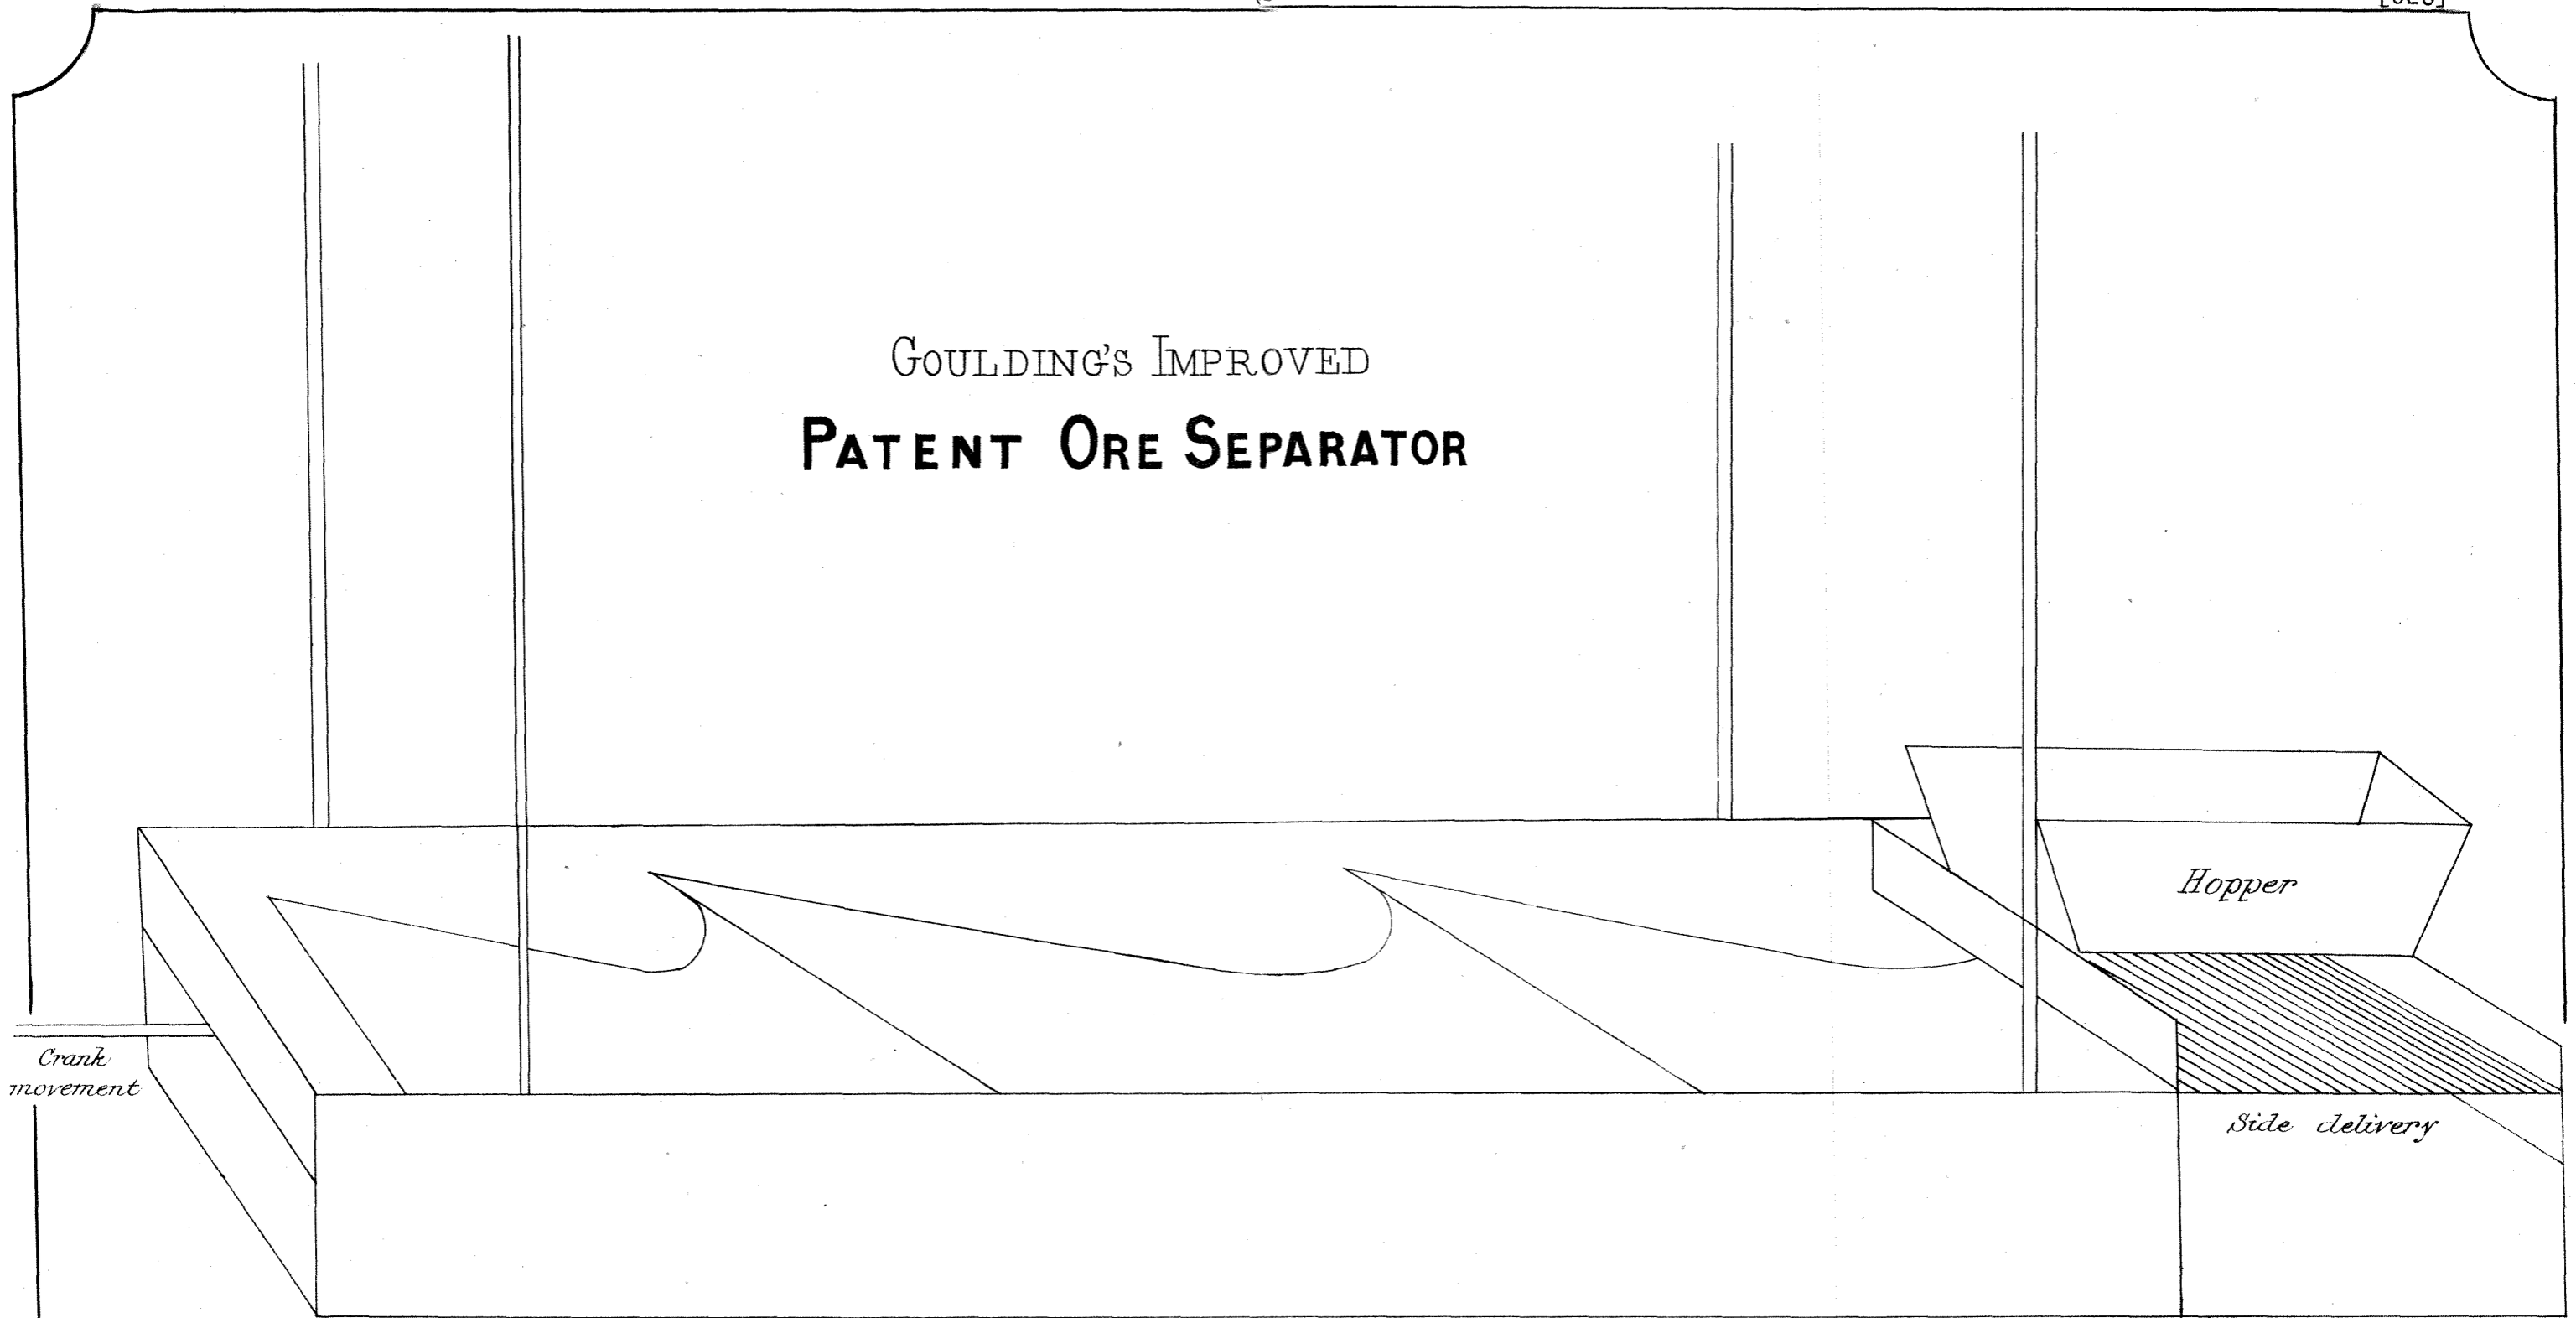 GOULDING'S IMPROVED
PATENT ORE SEPARATOR
Hopper
Crank
movement
Side delivery